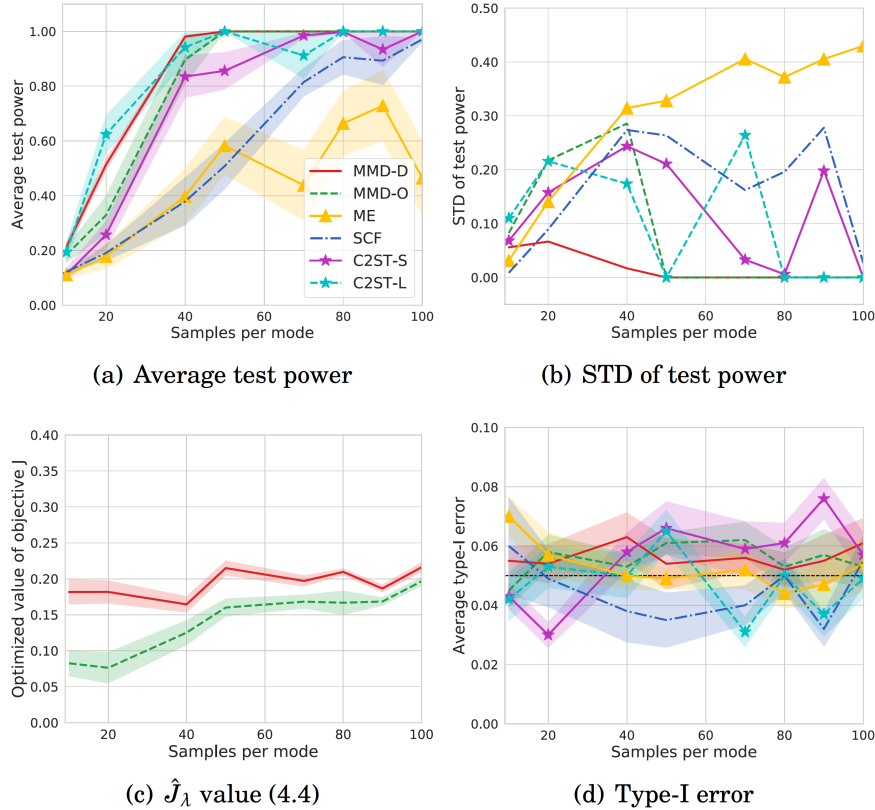 1.00
0.80
0.60
0.40
0.20
0.00
Average test power
20
40
60
80
100
Samples per mode
MMD-D
MMD-O
ME
SCF
C2ST-S
C2ST-L
(a) Average test power
0.50
0.40
0.30
0.20
0.10
0.00
STD of test power
20
40
60
80
100
Samples per mode
(b) STD of test power
0.40
0.35
0.30
0.25
0.20
0.15
0.10
0.05
0.00
Optimized value of objective J
20
40
60
80
100
Samples per mode
(c) Ĵλ value (4.4)
0.10
0.08
0.06
0.04
0.02
0.00
Average type-I error
20
40
60
80
100
Samples per mode
(d) Type-I error